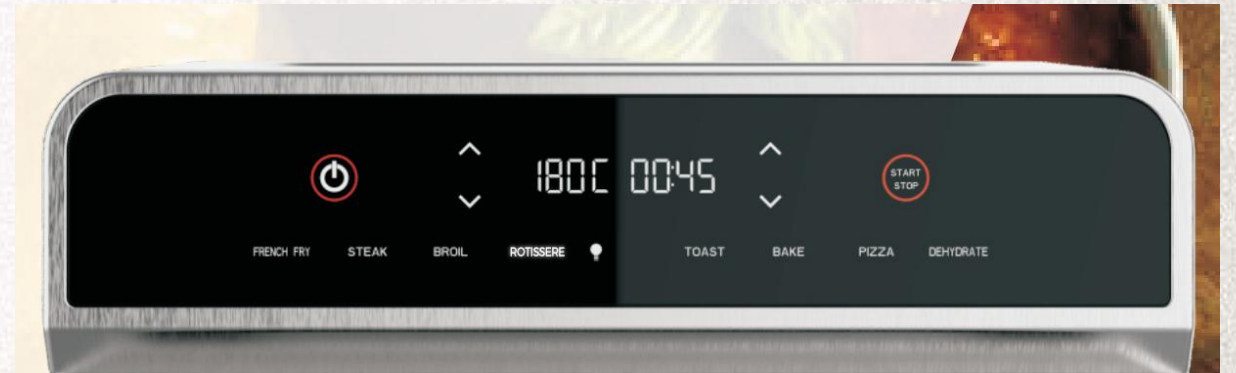 180C 00:45
START
STOP
FRENCH FRY STEAK BROIL ROTISSERE TOAST BAKE PIZZA DEHYDRATE